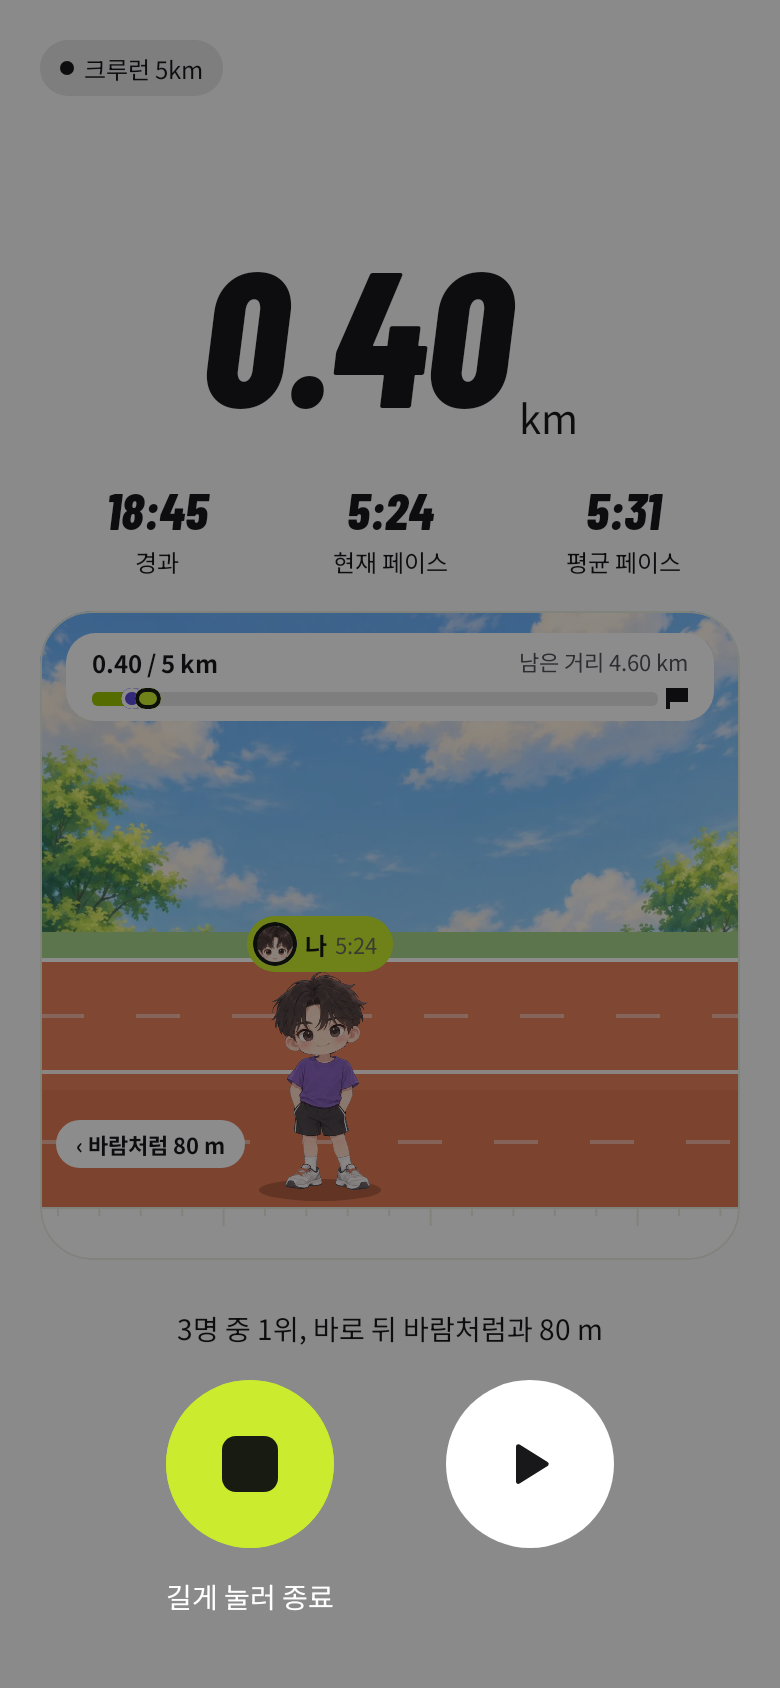 크루런 5km
0.40 km
18:45 5:24 5:31
경과 현재 페이스 평균 페이스
0.40 / 5 km 남은 거리 4.60 km
나 5:24
‹ 바람처럼 80 m
3명 중 1위, 바로 뒤 바람처럼과 80 m
길게 눌러 종료